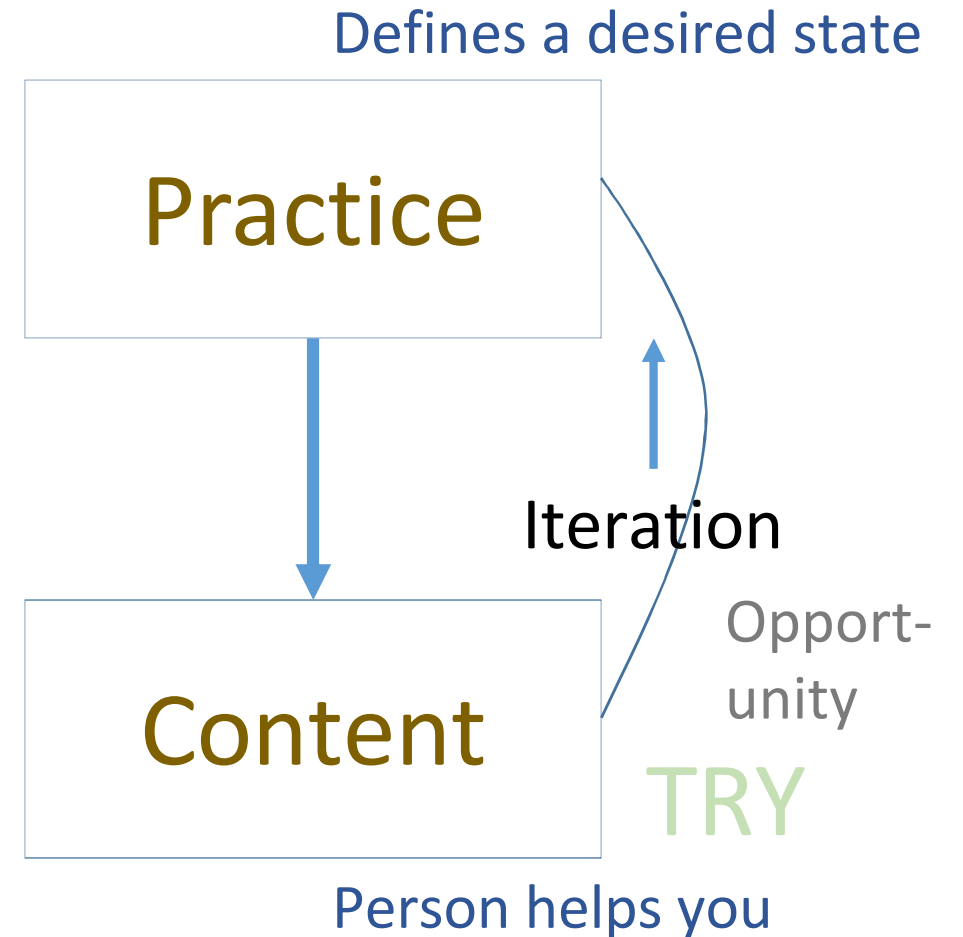 Defines a desired state
Practice
Iteration
Opport-
unity
Content
TRY
Person helps you